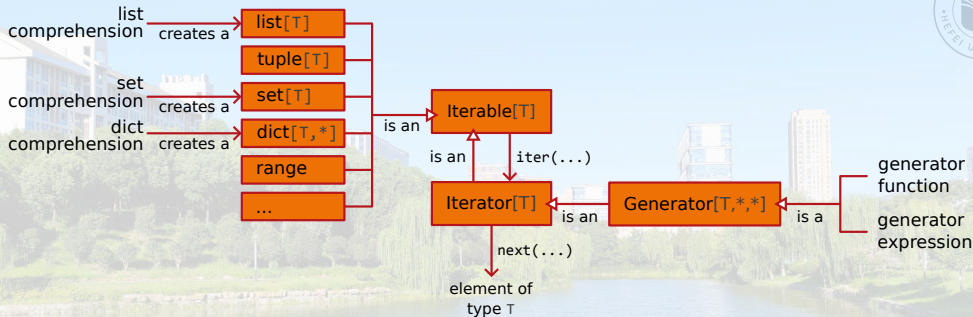 list
comprehension
creates a
list[T]
tuple[T]
set
comprehension
creates a
set[T]
dict
comprehension
creates a
dict[T,*]
range
...
is an
Iterable[T]
is an
iter(...)
Iterator[T]
is an
Generator[T,*,*]
is a
generator
function
generator
expression
next(...)
element of
type T
HEFEI